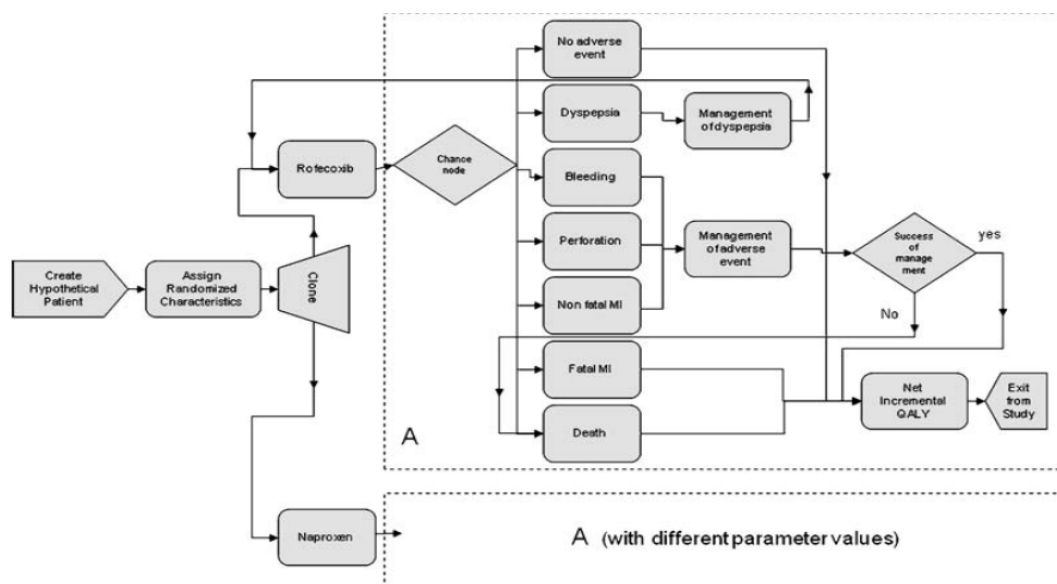 No adverse
event
Dyspepsia
Management
of dyspepsia
Rofecoxib
Chance
node
Bleeding
Perforation
Management
of adverse
event
Success
of
manage
ment
yes
Create
Hypothetical
Patient
Assign
Randomized
Characteristics
Clone
Non fatal MI
No
Fatal MI
Net
Incremental
QALY
Exit
from
Study
A
Death
Naproxen
A (with different parameter values)